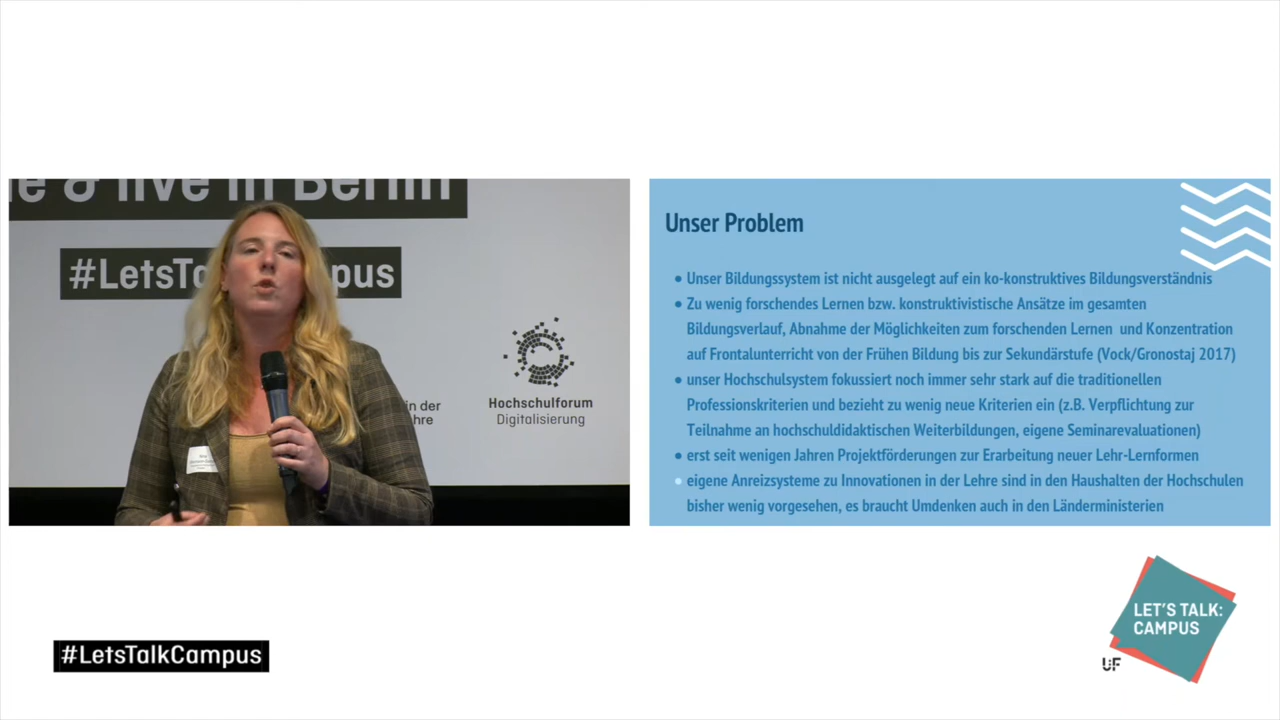 ne & live in Berlin
#LetsTa
pus
in der
hre
Hochschulforum
Digitalisierung
Unser Problem
● Unser Bildungssystem ist nicht ausgelegt auf ein ko-konstruktives Bildungsverständnis
● Zu wenig forschendes Lernen bzw. konstruktivistische Ansätze im gesamten
Bildungsverlauf, Abnahme der Möglichkeiten zum forschenden Lernen und Konzentration
auf Frontalunterricht von der Frühen Bildung bis zur Sekundärstufe (Vock/Gronostaj 2017)
● unser Hochschulsystem fokussiert noch immer sehr stark auf die traditionellen
Professionskriterien und bezieht zu wenig neue Kriterien ein (z.B. Verpflichtung zur
Teilnahme an hochschuldidaktischen Weiterbildungen, eigene Seminarevaluationen)
● erst seit wenigen Jahren Projektförderungen zur Erarbeitung neuer Lehr-Lernformen
● eigene Anreizsysteme zu Innovationen in der Lehre sind in den Haushalten der Hochschulen
bisher wenig vorgesehen, es braucht Umdenken auch in den Länderministerien
#LetsTalkCampus
LET'S TALK:
CAMPUS
U:F